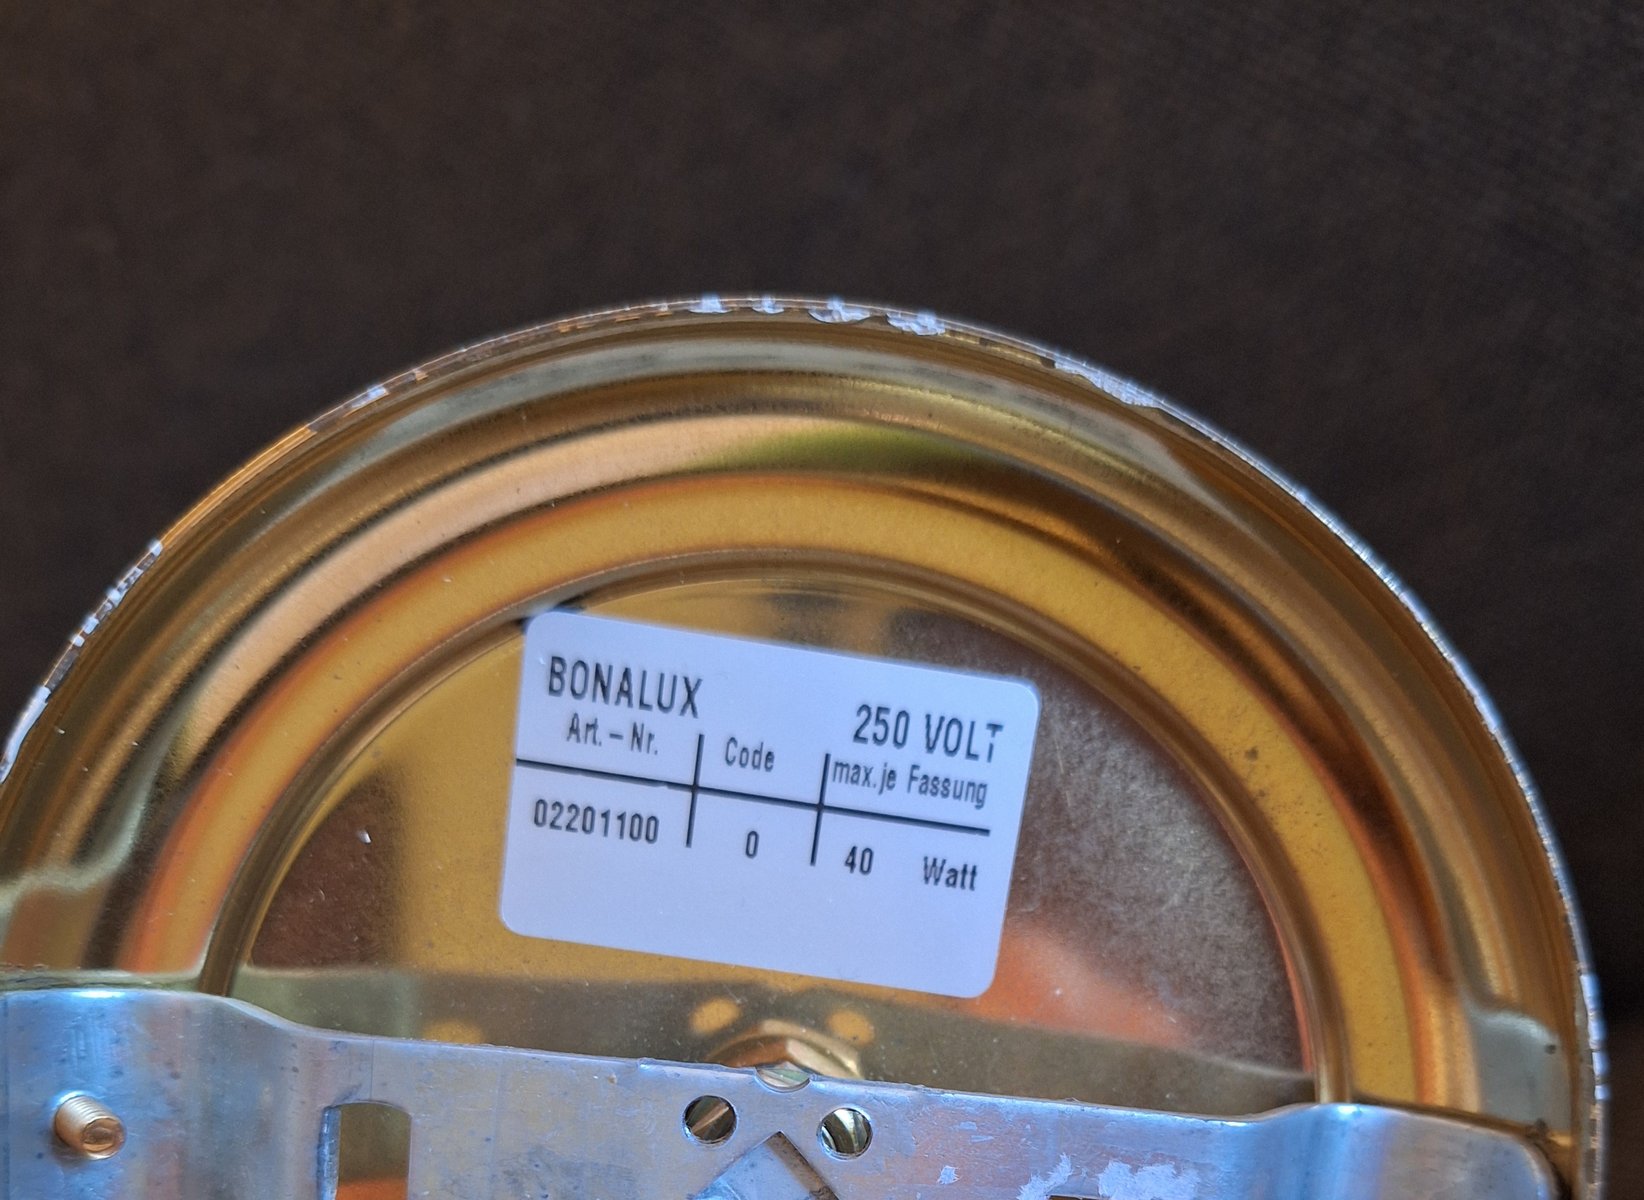 BONALUX 250 VOLT
Art.-Nr. Code max.je Fassung
02201100 0 40 Watt